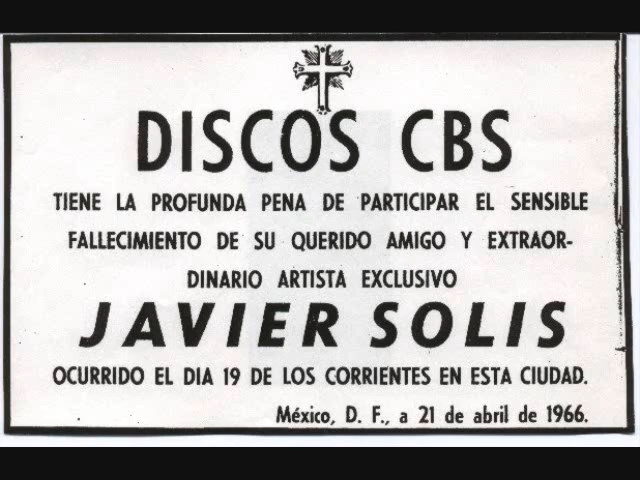 DISCOS CBS
TIENE LA PROFUNDA PENA DE PARTICIPAR EL SENSIBLE
FALLECIMIENTO DE SU QUERIDO AMIGO Y EXTRAOR-
DINARIO ARTISTA EXCLUSIVO
JAVIER SOLIS
OCURRIDO EL DIA 19 DE LOS CORRIENTES EN ESTA CIUDAD.
México, D. F., a 21 de abril de 1966.